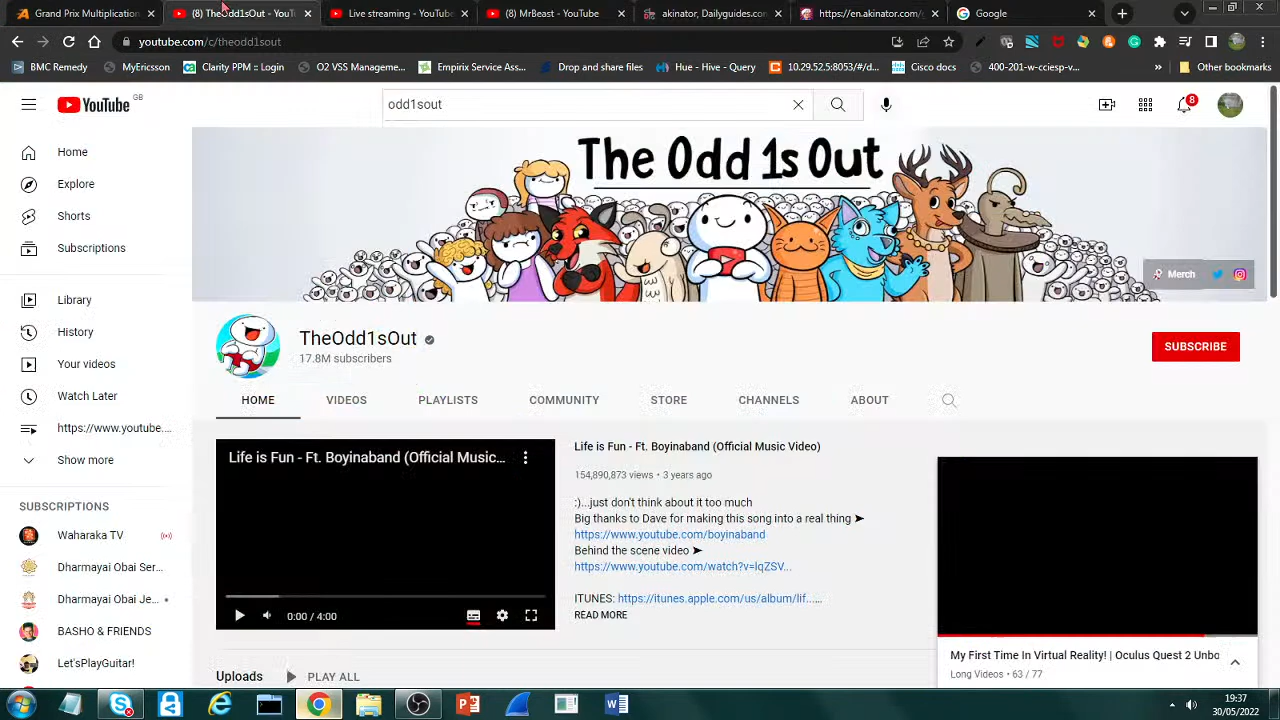 Grand Prix Multiplication
(8) TheOdd1sOut - YouT
Live streaming - YouTube
(8) MrBeast - YouTube
akinator, Dailyguides.com
https://en.akinator.com/g
Google
youtube.com/c/theodd1sout
BMC Remedy
MyEricsson
Clarity PPM :: Login
O2 VSS Manageme...
Empirix Service Assu...
Drop and share files
Hue - Hive - Query
10.29.52.5:8371/#/d...
Cisco docs
400-201-w-cciesp-v...
»
Other bookmarks
YouTube GB
odd1sout
8
Home
Explore
Shorts
Subscriptions
Library
History
Your videos
Watch Later
https://www.youtube....
Show more
SUBSCRIPTIONS
Waharaka TV
Dharmayai Obai Ser...
Dharmayai Obai Je...
BASHO & FRIENDS
Let'sPlayGuitar!
The Odd 1s Out
Merch
TheOdd1sOut
17.8M subscribers
SUBSCRIBE
HOME
VIDEOS
PLAYLISTS
COMMUNITY
STORE
CHANNELS
ABOUT
Life is Fun - Ft. Boyinaband (Official Music...
0:00 / 4:00
Life is Fun - Ft. Boyinaband (Official Music Video)
154,890,873 views • 3 years ago
:)...just don't think about it too much
Big thanks to Dave for making this song into a real thing ➤
https://www.youtube.com/boyinaband
Behind the scene video ➤
https://www.youtube.com/watch?v=IqZSV...
ITUNES: https://itunes.apple.com/us/album/lif...…
READ MORE
My First Time In Virtual Reality! | Oculus Quest 2 Unbo
Long Videos • 63 / 77
Uploads
PLAY ALL
19:37
30/05/2022